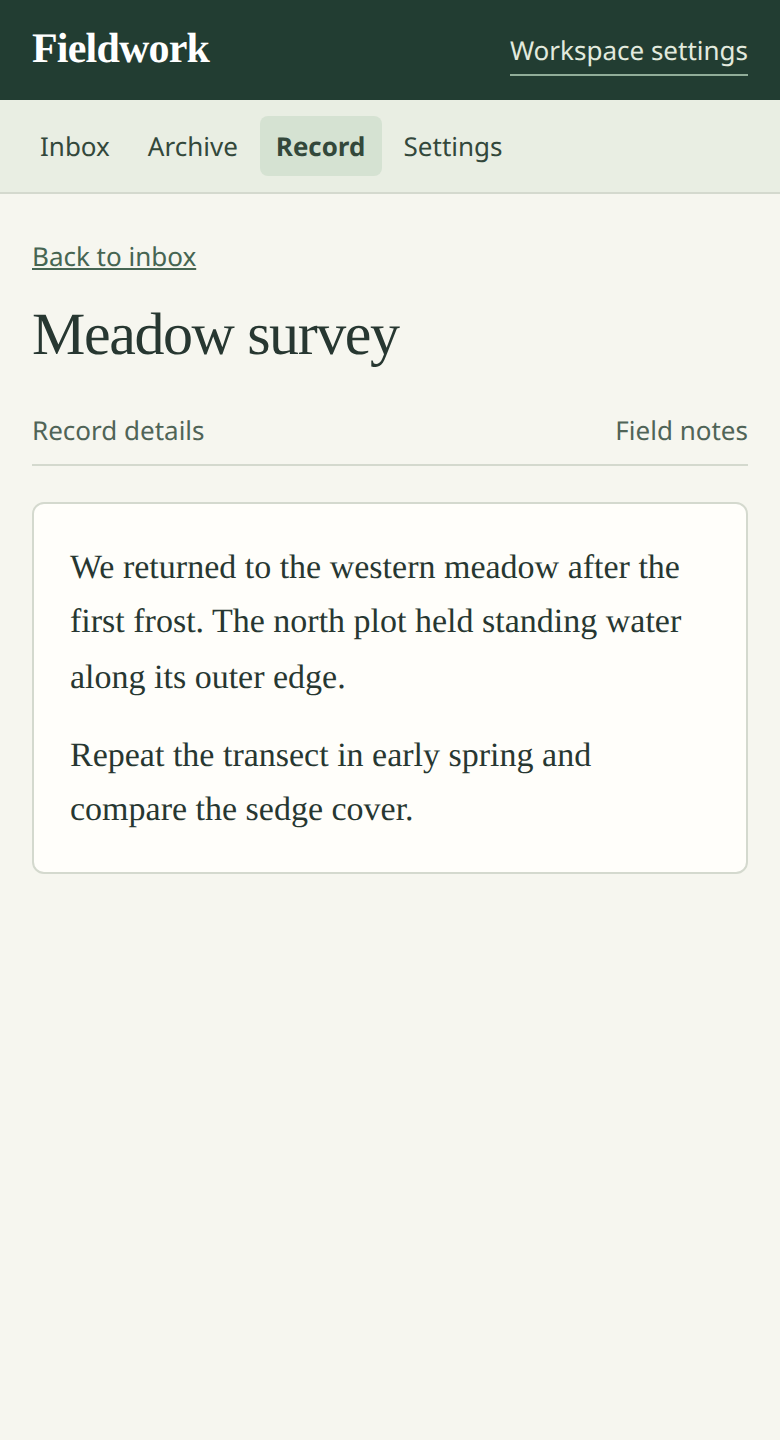 Fieldwork
Workspace settings
Inbox Archive Record Settings
Back to inbox
Meadow survey
Record details Field notes
We returned to the western meadow after the
first frost. The north plot held standing water
along its outer edge.
Repeat the transect in early spring and
compare the sedge cover.